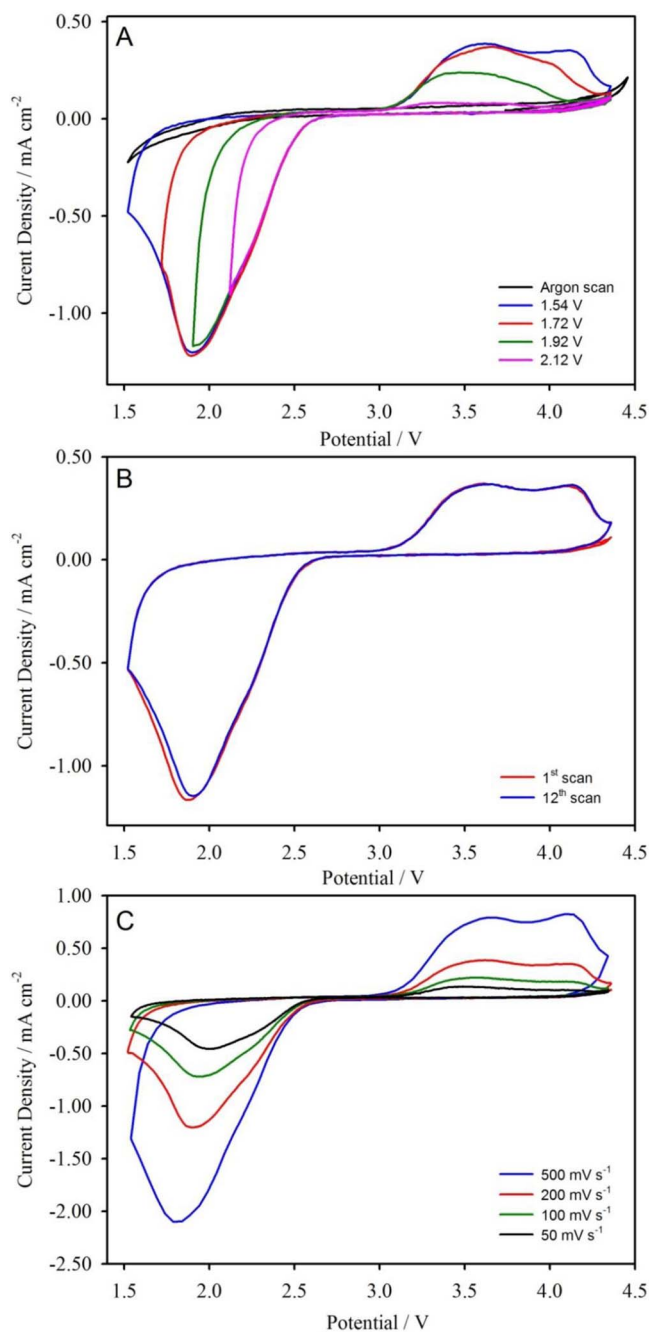 A
0.50
0.00
-0.50
-1.00
Curent Density / mA cm⁻²
Argon scan
1.54 V
1.72 V
1.92 V
2.12 V
1.5 2.0 2.5 3.0 3.5 4.0 4.5
Potential / V
B
0.50
0.00
-0.50
-1.00
Current Density / mA cm⁻²
1ˢᵗ scan
12ᵗʰ scan
1.5 2.0 2.5 3.0 3.5 4.0 4.5
Potential / V
C
1.00
0.50
0.00
-0.50
-1.00
-1.50
-2.00
-2.50
Current Density / mA cm⁻²
500 mV s⁻¹
200 mV s⁻¹
100 mV s⁻¹
50 mV s⁻¹
1.5 2.0 2.5 3.0 3.5 4.0 4.5
Potential / V